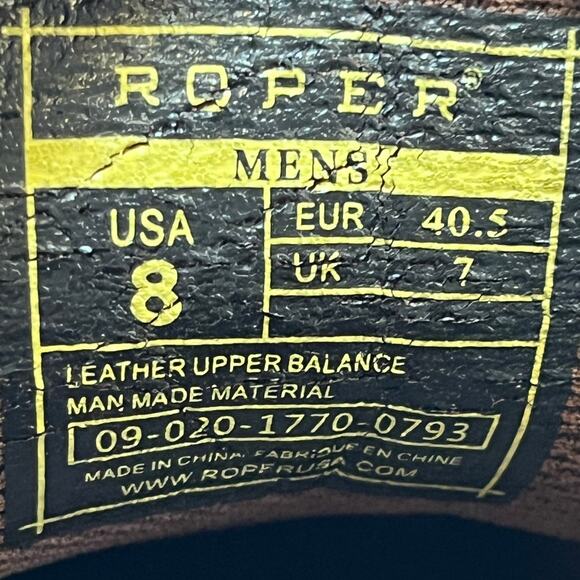 ROPER®
MENS
USA
8
EUR 40.5
UK 7
LEATHER UPPER BALANCE
MAN MADE MATERIAL
09-020-1770-0793
MADE IN CHINA. FABRIQUE EN CHINE
WWW.ROPERUSA.COM